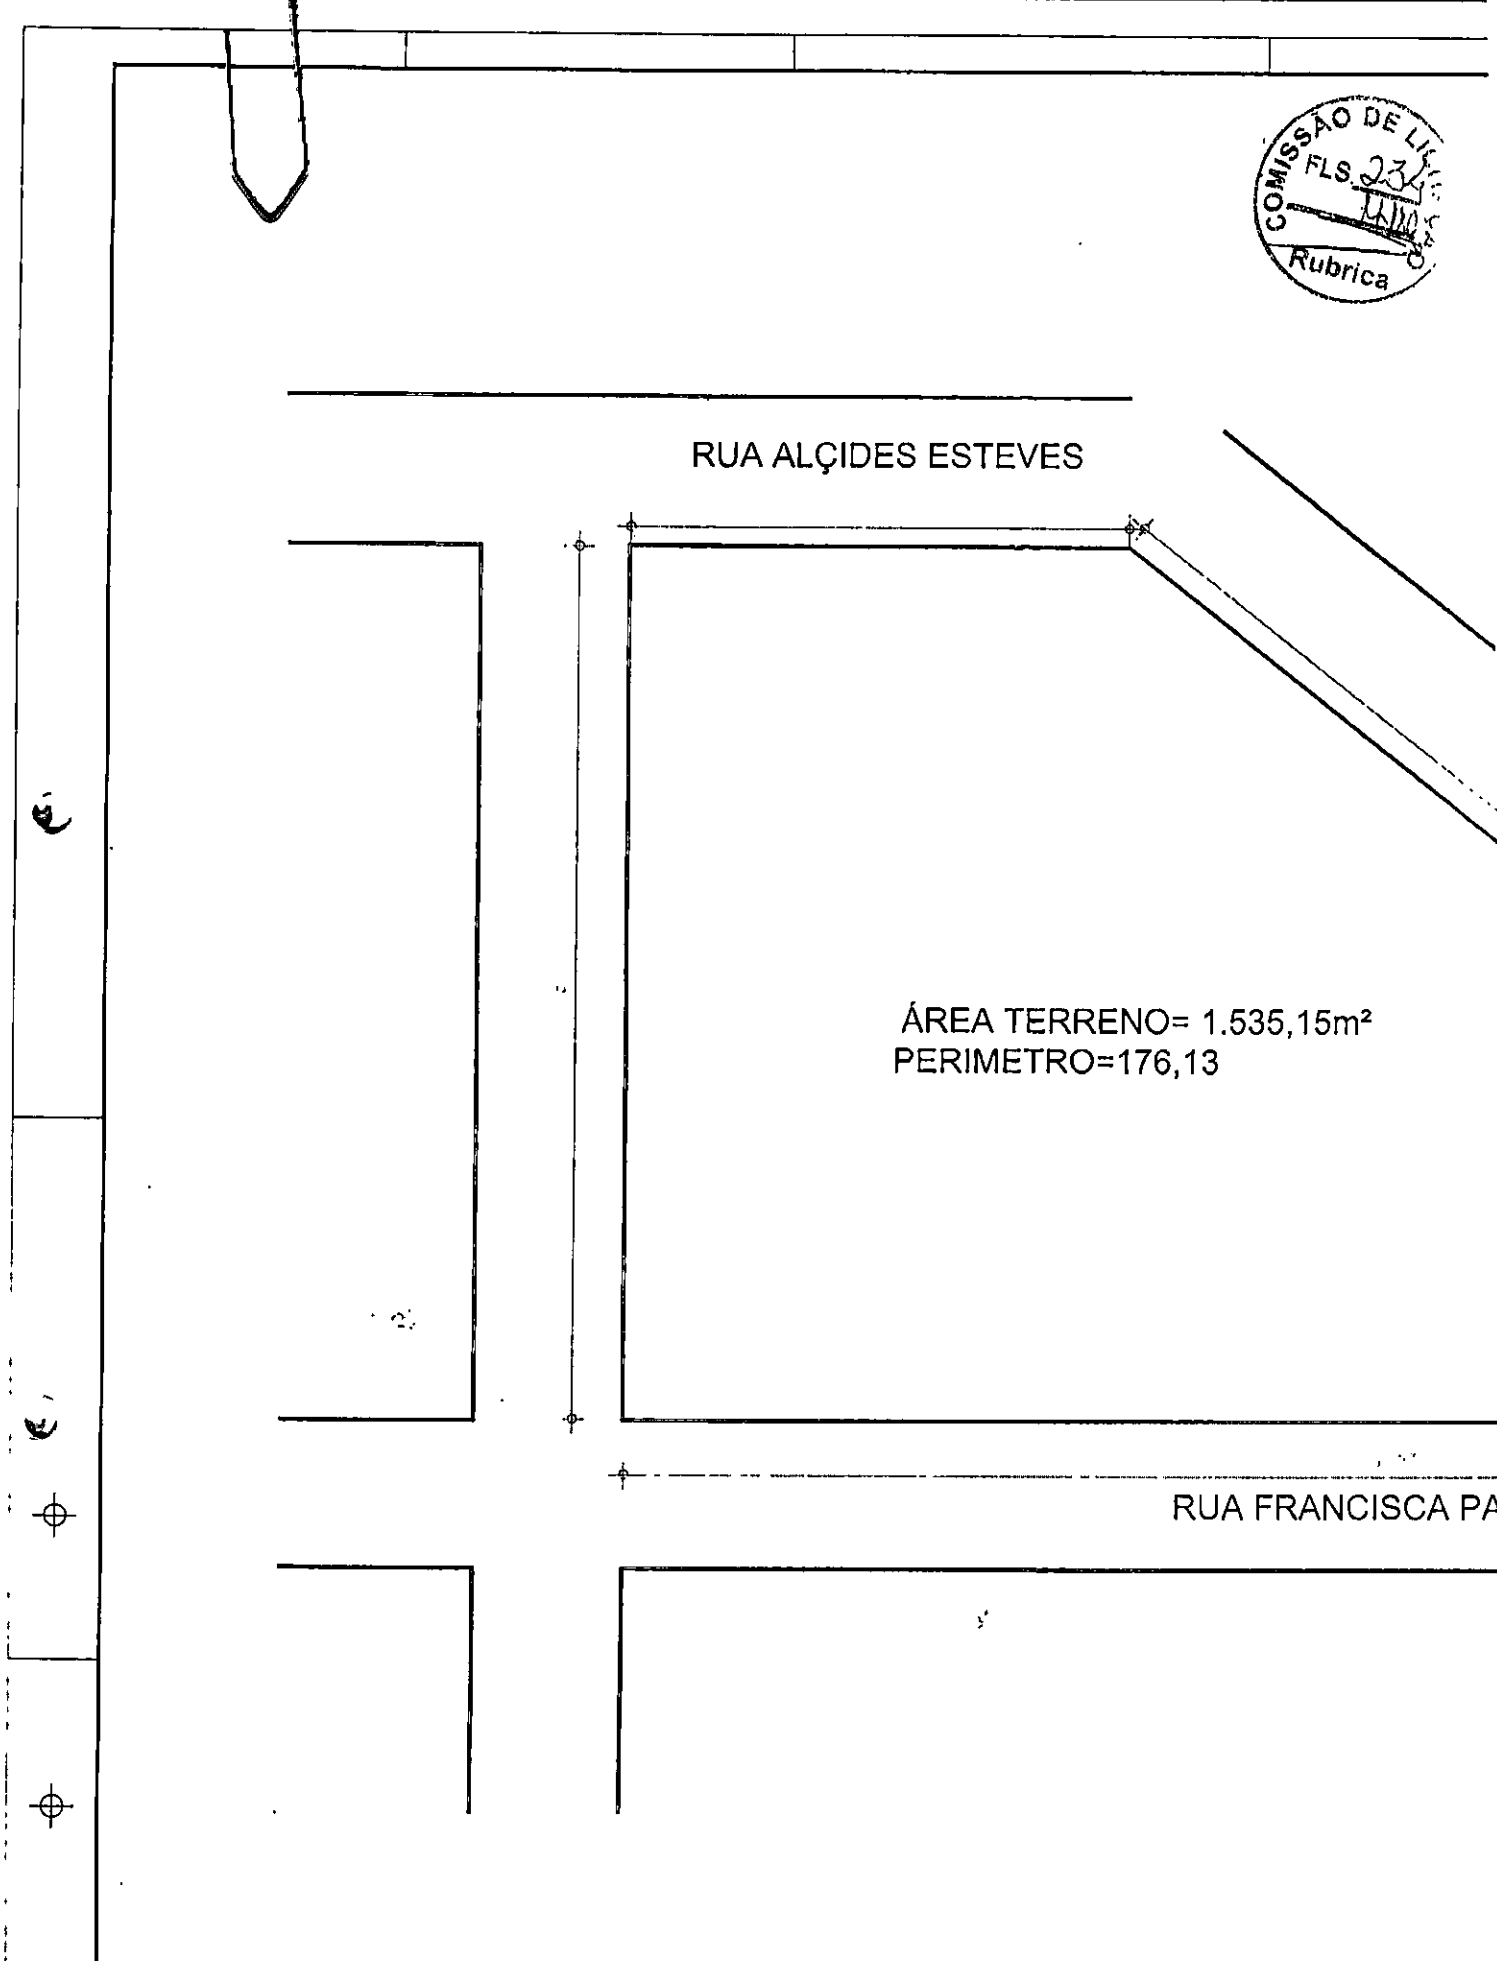 COMISSÃO DE
FLS.
Rubrica
RUA ALÇIDES ESTEVES
ÁREA TERRENO= 1.535,15m²
PERIMETRO=176,13
RUA FRANCISCA PA